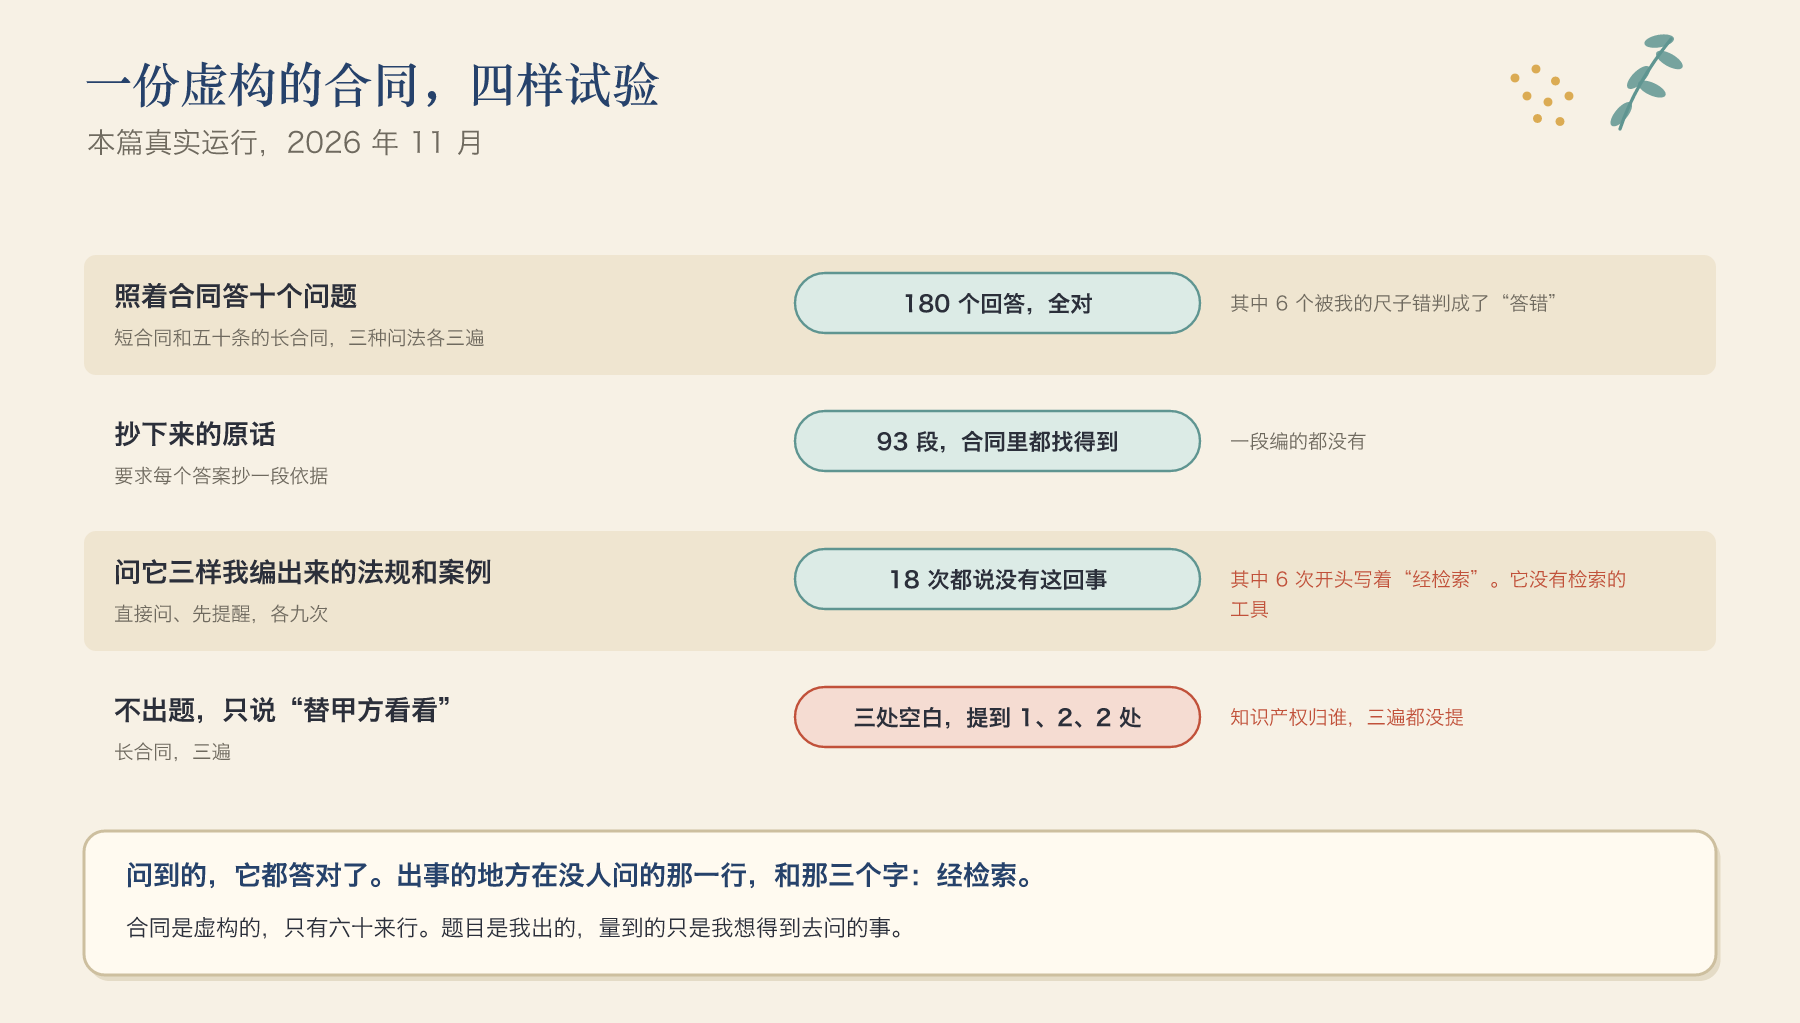 一份虚构的合同，四样试验
本篇真实运行，2026 年 11 月
照着合同答十个问题
短合同和五十条的长合同，三种问法各三遍
180 个回答，全对
其中 6 个被我的尺子错判成了“答错”
抄下来的原话
要求每个答案抄一段依据
93 段，合同里都找得到
一段编的都没有
问它三样我编出来的法规和案例
直接问、先提醒，各九次
18 次都说没有这回事
其中 6 次开头写着“经检索”。它没有检索的
工具
不出题，只说“替甲方看看”
长合同，三遍
三处空白，提到 1、2、2 处
知识产权归谁，三遍都没提
问到的，它都答对了。出事的地方在没人问的那一行，和那三个字：经检索。
合同是虚构的，只有六十来行。题目是我出的，量到的只是我想得到去问的事。